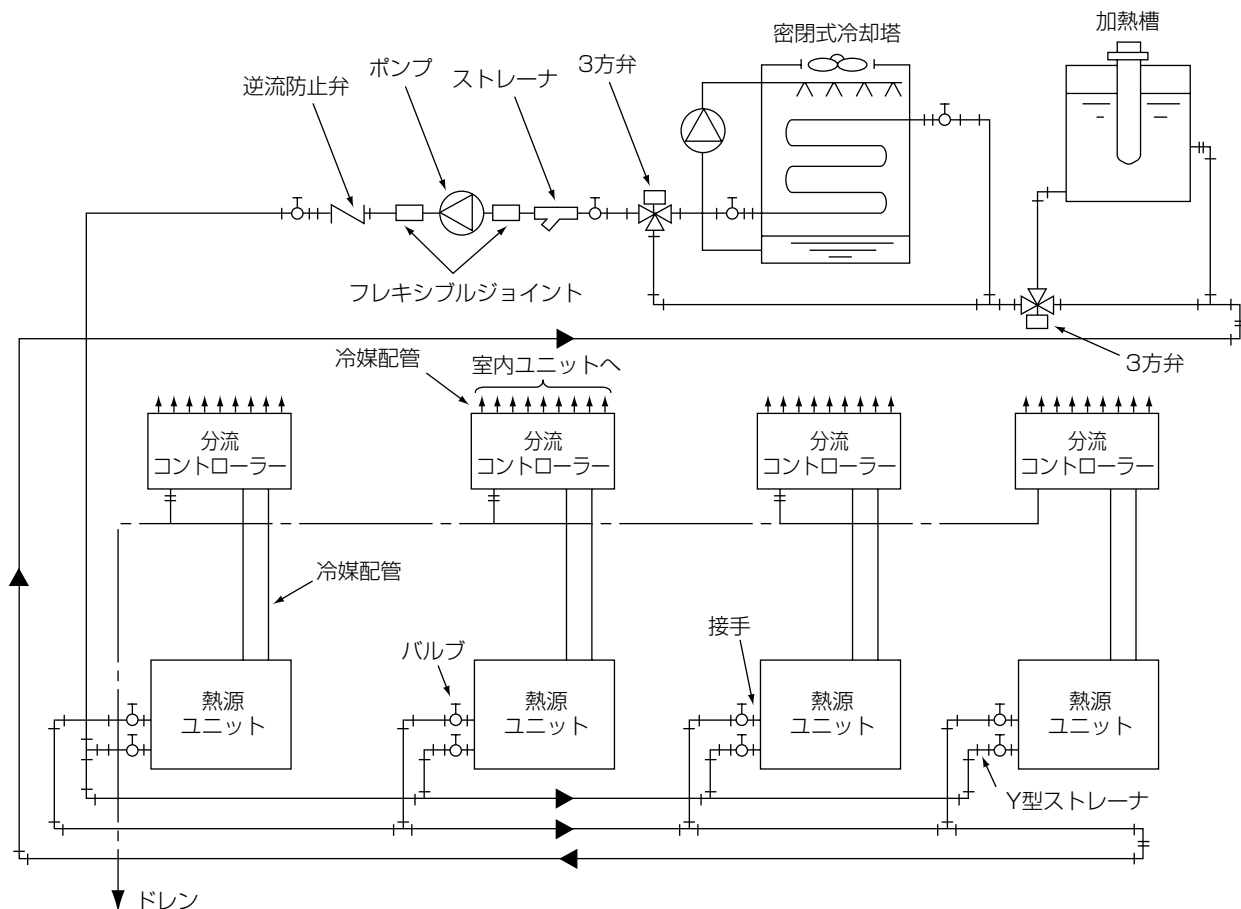 加熱槽
密閉式冷却塔
3方弁
ポンプ
ストレーナ
逆流防止弁
フレキシブルジョイント
3方弁
冷媒配管
室内ユニットへ
分流
コントローラー
分流
コントローラー
分流
コントローラー
分流
コントローラー
冷媒配管
バルブ
接手
熱源
ユニット
熱源
ユニット
熱源
ユニット
熱源
ユニット
Y型ストレーナ
ドレン